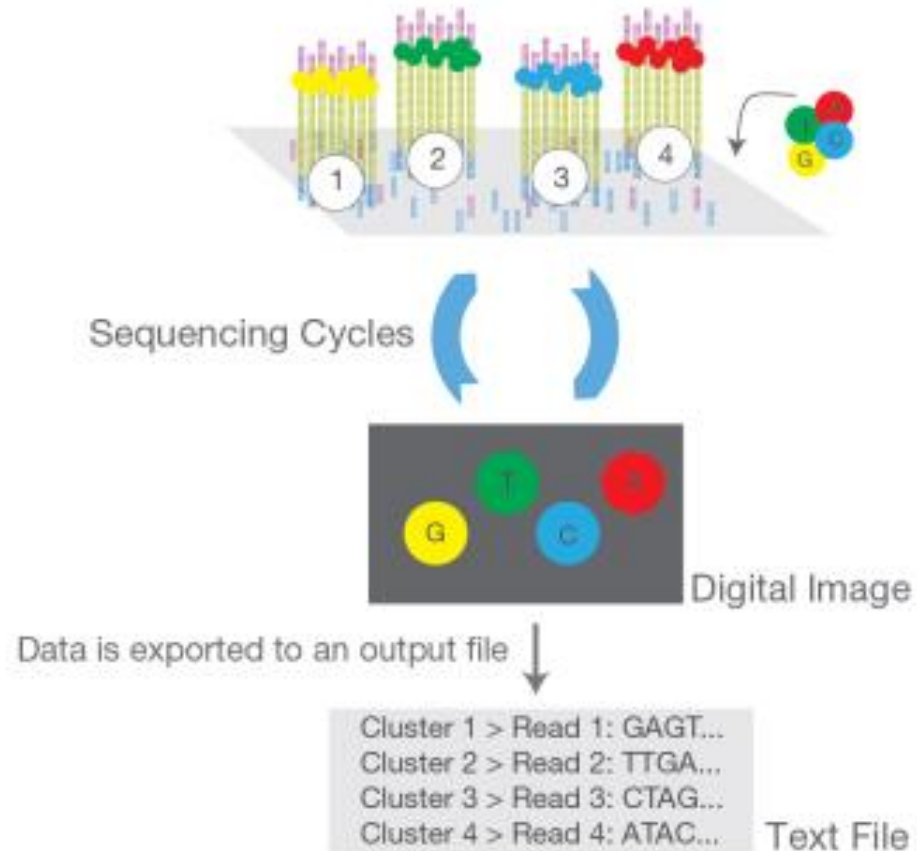 1
2
3
4
T
A
C
G
Sequencing Cycles
T
A
G
C
Digital Image
Data is exported to an output file
Cluster 1 > Read 1: GAGT...
Cluster 2 > Read 2: TTGA...
Cluster 3 > Read 3: CTAG...
Cluster 4 > Read 4: ATAC...
Text File